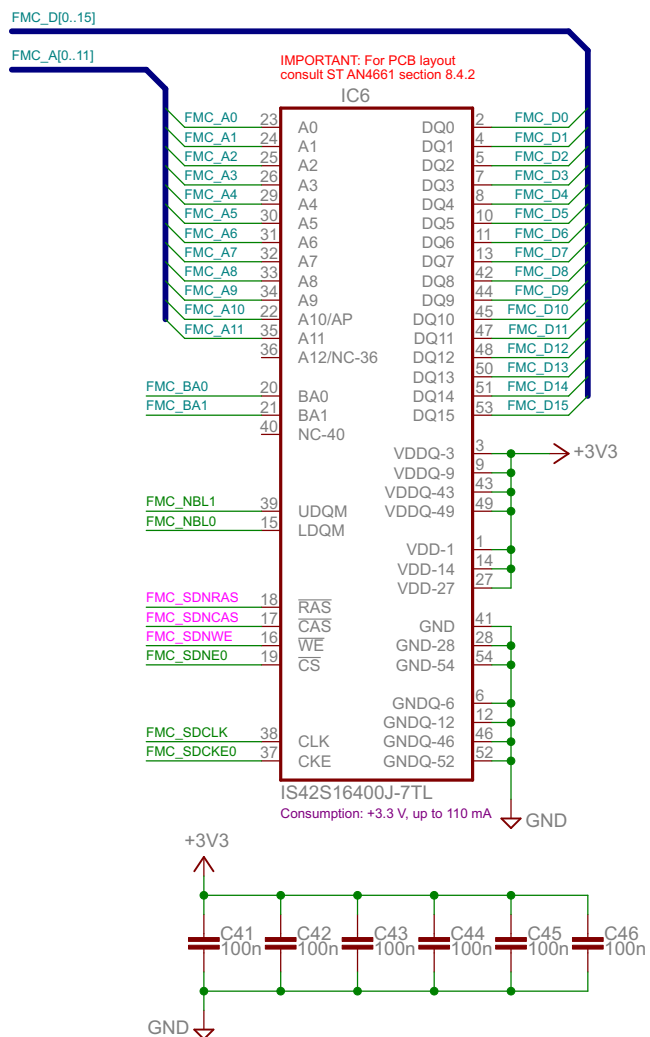 FMC_D[0..15]
FMC_A[0..11]
IMPORTANT: For PCB layout
consult ST AN4661 section 8.4.2
IC6
FMC_A0 23 A0 DQ0 2 FMC_D0
FMC_A1 24 A1 DQ1 4 FMC_D1
FMC_A2 25 A2 DQ2 5 FMC_D2
FMC_A3 26 A3 DQ3 7 FMC_D3
FMC_A4 29 A4 DQ4 8 FMC_D4
FMC_A5 30 A5 DQ5 10 FMC_D5
FMC_A6 31 A6 DQ6 11 FMC_D6
FMC_A7 32 A7 DQ7 13 FMC_D7
FMC_A8 33 A8 DQ8 42 FMC_D8
FMC_A9 34 A9 DQ9 44 FMC_D9
FMC_A10 22 A10/AP DQ10 45 FMC_D10
FMC_A11 35 A11 DQ11 47 FMC_D11
36 A12/NC-36 DQ12 48 FMC_D12
DQ13 50 FMC_D13
FMC_BA0 20 BA0 DQ14 51 FMC_D14
FMC_BA1 21 BA1 DQ15 53 FMC_D15
40 NC-40
VDDQ-3 3 +3V3
VDDQ-9 9
VDDQ-43 43
FMC_NBL1 39 UDQM VDDQ-49 49
FMC_NBL0 15 LDQM
VDD-1 1
VDD-14 14
VDD-27 27
FMC_SDNRAS 18 RAS
FMC_SDNCAS 17 CAS GND 41
FMC_SDNWE 16 WE GND-28 28
FMC_SDNE0 19 CS GND-54 54
GNDQ-6 6
GNDQ-12 12
FMC_SDCLK 38 CLK GNDQ-46 46
FMC_SDCKE0 37 CKE GNDQ-52 52
IS42S16400J-7TL
Consumption: +3.3 V, up to 110 mA
GND
+3V3
C41 C42 C43 C44 C45 C46
100n 100n 100n 100n 100n 100n
GND